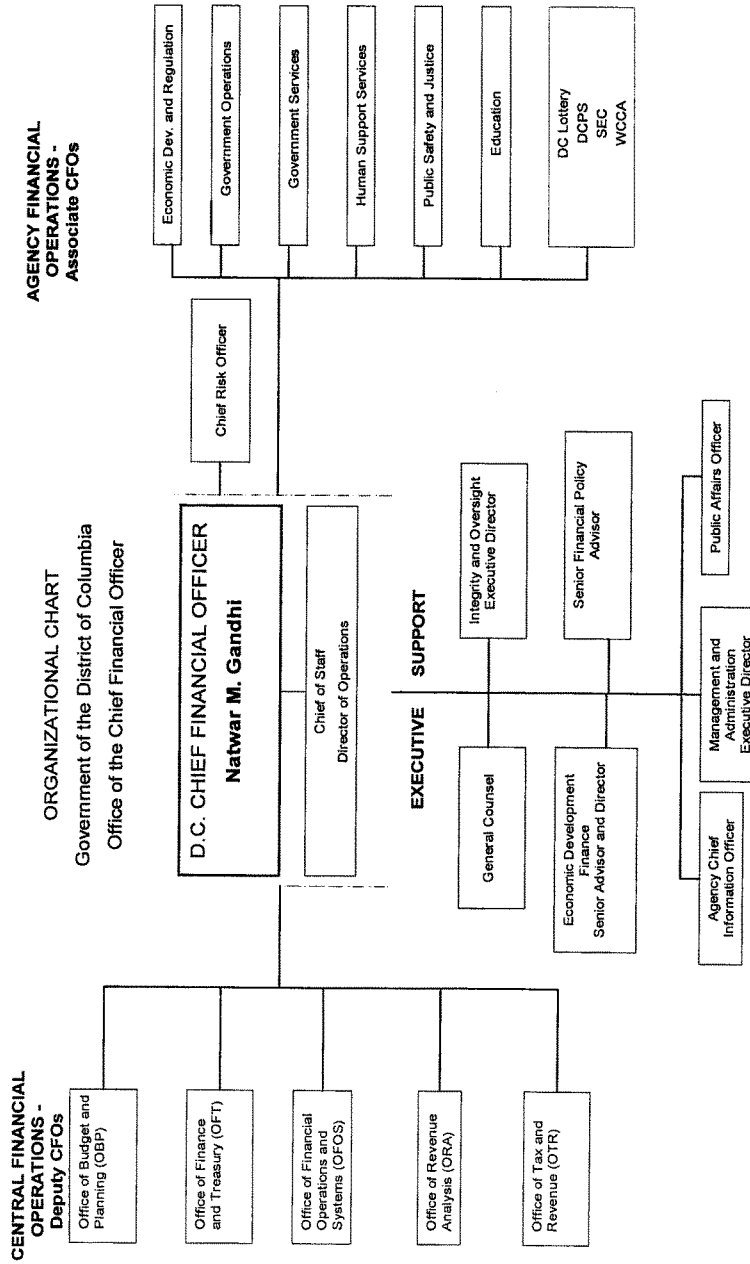 ORGANIZATIONAL CHART
Government of the District of Columbia
Office of the Chief Financial Officer
CENTRAL FINANCIAL
OPERATIONS -
Deputy CFOs
Office of Budget and
Planning (OBP)
Office of Finance
and Treasury (OFT)
Office of Financial
Operations and
Systems (OFOS)
Office of Revenue
Analysis (ORA)
Office of Tax and
Revenue (OTR)
D.C. CHIEF FINANCIAL OFFICER
Natwar M. Gandhi
Chief of Staff
Director of Operations
Chief Risk Officer
EXECUTIVE SUPPORT
General Counsel
Integrity and Oversight
Executive Director
Economic Development
Finance
Senior Advisor and Director
Senior Financial Policy
Advisor
Agency Chief
Information Officer
Management and
Administration
Executive Director
Public Affairs Officer
AGENCY FINANCIAL
OPERATIONS -
Associate CFOs
Economic Dev. and Regulation
Government Operations
Government Services
Human Support Services
Public Safety and Justice
Education
DC Lottery
DCPS
SEC
WCCA